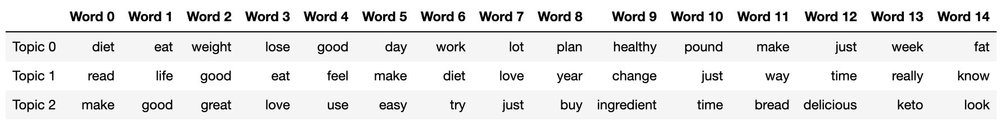 Word 0 Word 1 Word 2 Word 3 Word 4 Word 5 Word 6 Word 7 Word 8 Word 9 Word 10 Word 11 Word 12 Word 13 Word 14
Topic 0 diet eat weight lose good day work lot plan healthy pound make just week fat
Topic 1 read life good eat feel make diet love year change just way time really know
Topic 2 make good great love use easy try just buy ingredient time bread delicious keto look